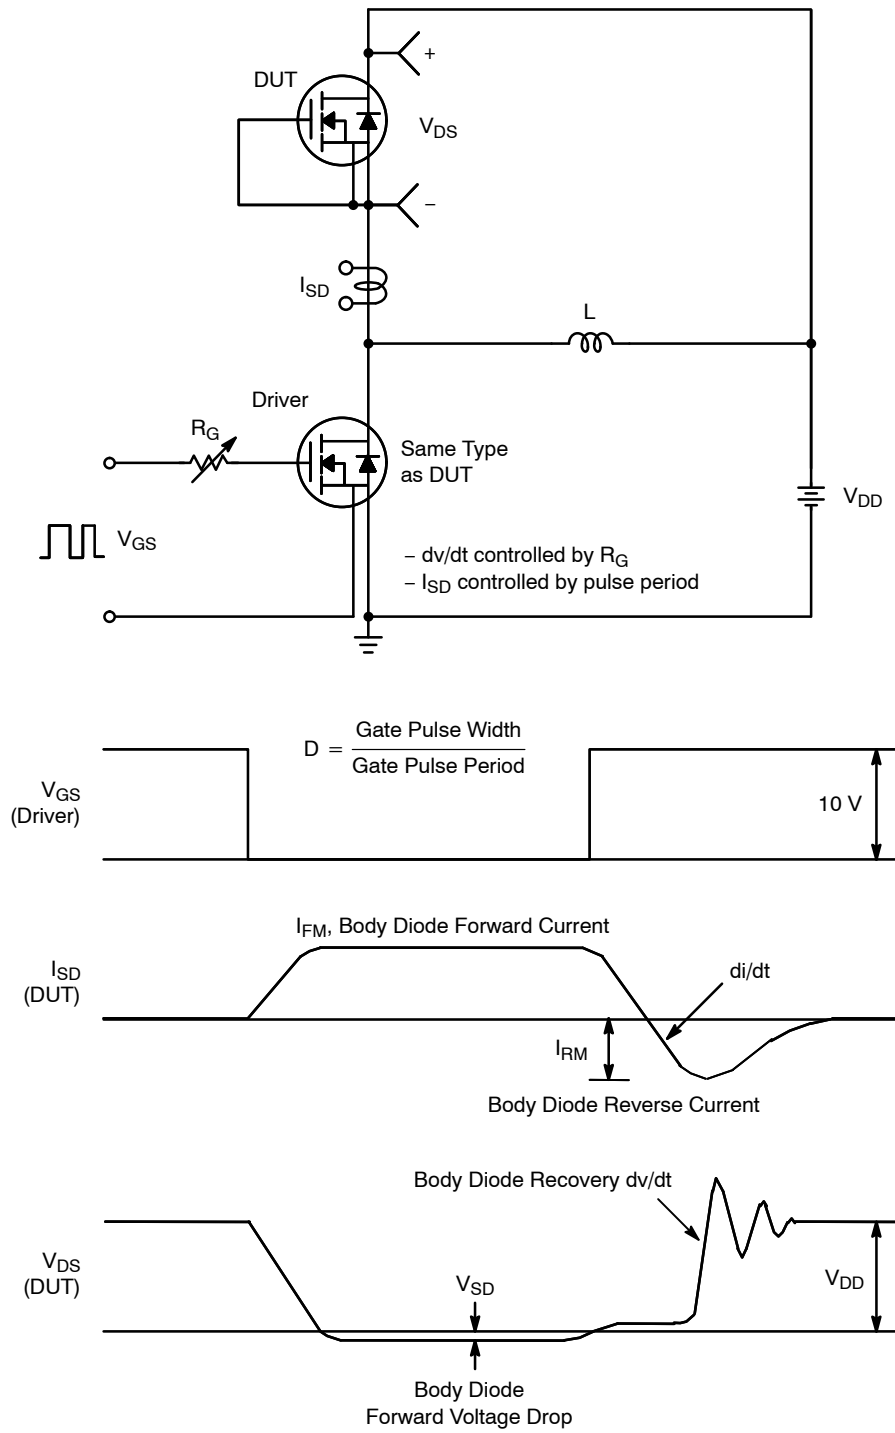 +
DUT
V_DS
−
I_SD
L
Driver
R_G
Same Type
as DUT
V_DD
V_GS
− dv/dt controlled by R_G
− I_SD controlled by pulse period
D = Gate Pulse Width
Gate Pulse Period
V_GS
(Driver)
10 V
I_FM, Body Diode Forward Current
I_SD
(DUT)
di/dt
I_RM
Body Diode Reverse Current
Body Diode Recovery dv/dt
V_DS
(DUT)
V_SD
V_DD
Body Diode
Forward Voltage Drop